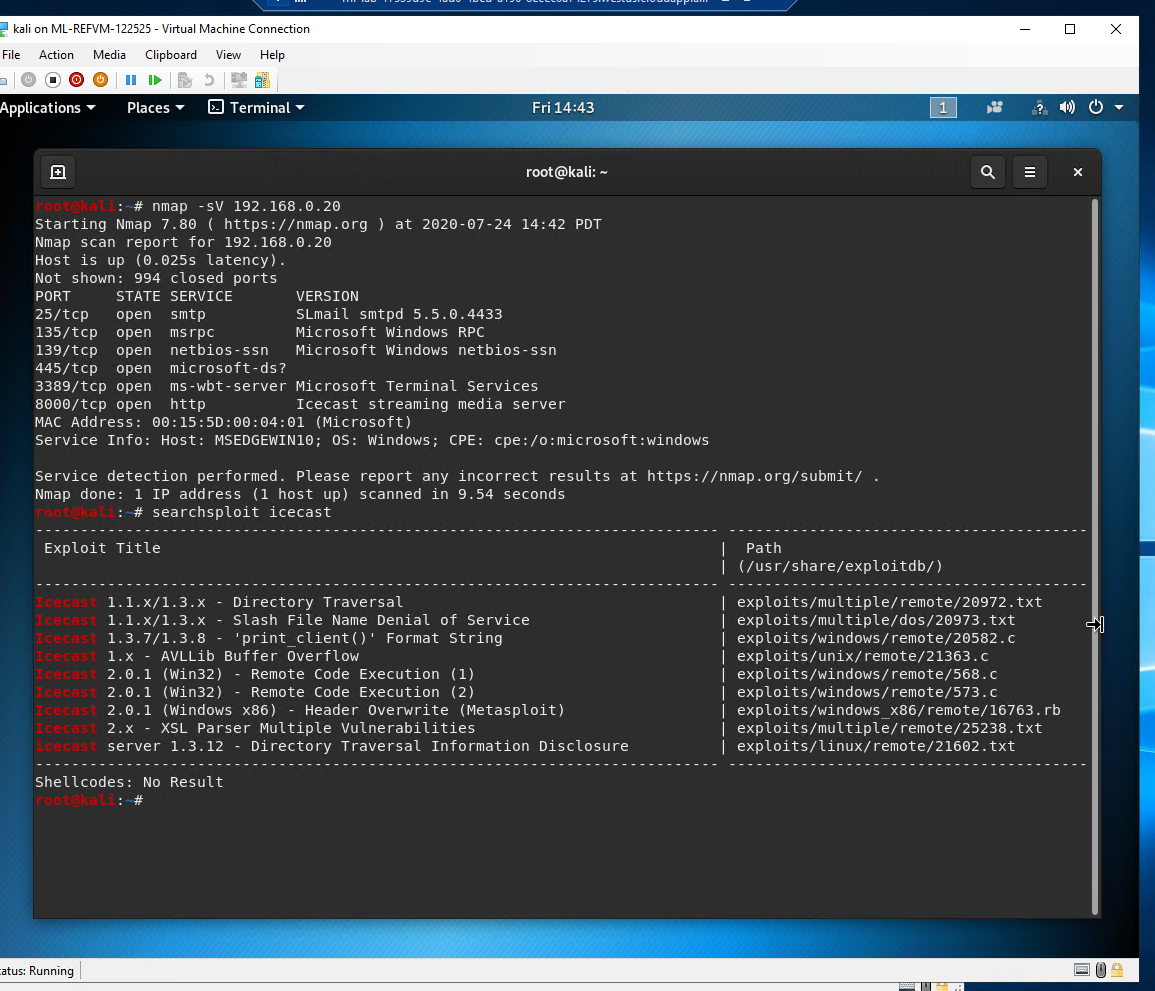 kali on ML-REFVM-122525 - Virtual Machine Connection
File Action Media Clipboard View Help
Applications Places Terminal Fri 14:43 1
root@kali: ~
root@kali:~# nmap -sV 192.168.0.20
Starting Nmap 7.80 ( https://nmap.org ) at 2020-07-24 14:42 PDT
Nmap scan report for 192.168.0.20
Host is up (0.025s latency).
Not shown: 994 closed ports
PORT     STATE SERVICE       VERSION
25/tcp   open  smtp          SLmail smtpd 5.5.0.4433
135/tcp  open  msrpc         Microsoft Windows RPC
139/tcp  open  netbios-ssn   Microsoft Windows netbios-ssn
445/tcp  open  microsoft-ds?
3389/tcp open  ms-wbt-server Microsoft Terminal Services
8000/tcp open  http          Icecast streaming media server
MAC Address: 00:15:5D:00:04:01 (Microsoft)
Service Info: Host: MSEDGEWIN10; OS: Windows; CPE: cpe:/o:microsoft:windows
Service detection performed. Please report any incorrect results at https://nmap.org/submit/ .
Nmap done: 1 IP address (1 host up) scanned in 9.54 seconds
root@kali:~# searchsploit icecast
Exploit Title | Path
| (/usr/share/exploitdb/)
Icecast 1.1.x/1.3.x - Directory Traversal | exploits/multiple/remote/20972.txt
Icecast 1.1.x/1.3.x - Slash File Name Denial of Service | exploits/multiple/dos/20973.txt
Icecast 1.3.7/1.3.8 - 'print_client()' Format String | exploits/windows/remote/20582.c
Icecast 1.x - AVLLib Buffer Overflow | exploits/unix/remote/21363.c
Icecast 2.0.1 (Win32) - Remote Code Execution (1) | exploits/windows/remote/568.c
Icecast 2.0.1 (Win32) - Remote Code Execution (2) | exploits/windows/remote/573.c
Icecast 2.0.1 (Windows x86) - Header Overwrite (Metasploit) | exploits/windows_x86/remote/16763.rb
Icecast 2.x - XSL Parser Multiple Vulnerabilities | exploits/multiple/remote/25238.txt
icecast server 1.3.12 - Directory Traversal Information Disclosure | exploits/linux/remote/21602.txt
Shellcodes: No Result
root@kali:~#
atus: Running